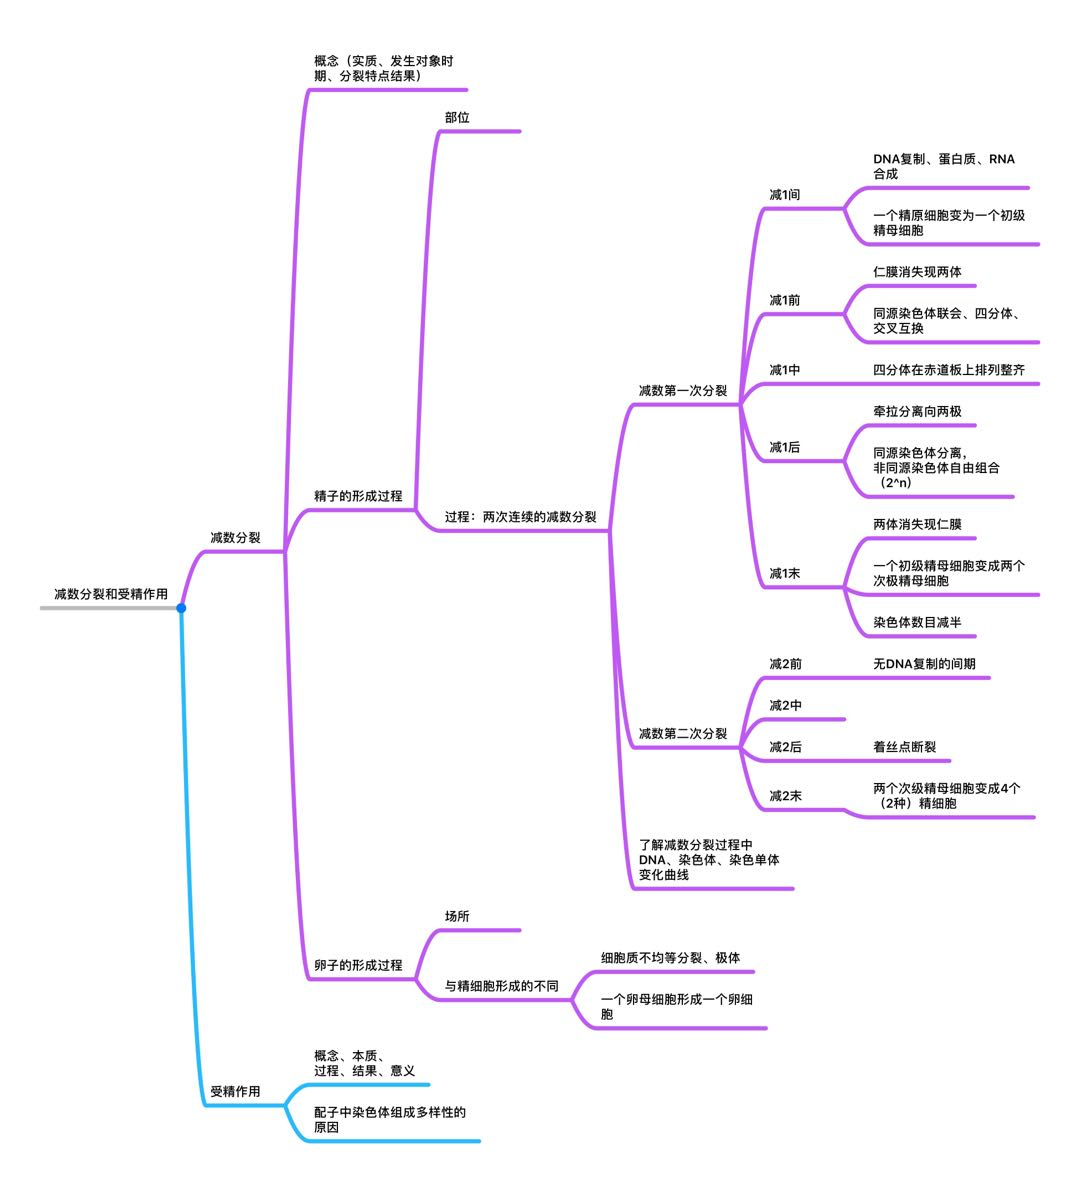 减数分裂和受精作用
减数分裂
概念（实质、发生对象时
期、分裂特点结果）
精子的形成过程
部位
过程：两次连续的减数分裂
减数第一次分裂
减1间
DNA复制、蛋白质、RNA
合成
一个精原细胞变为一个初级
精母细胞
减1前
仁膜消失现两体
同源染色体联会、四分体、
交叉互换
减1中
四分体在赤道板上排列整齐
减1后
牵拉分离向两极
同源染色体分离，
非同源染色体自由组合
（2^n）
减1末
两体消失现仁膜
一个初级精母细胞变成两个
次极精母细胞
染色体数目减半
减数第二次分裂
减2前
无DNA复制的间期
减2中
减2后
着丝点断裂
减2末
两个次级精母细胞变成4个
（2种）精细胞
了解减数分裂过程中
DNA、染色体、染色单体
变化曲线
卵子的形成过程
场所
与精细胞形成的不同
细胞质不均等分裂、极体
一个卵母细胞形成一个卵细
胞
受精作用
概念、本质、
过程、结果、意义
配子中染色体组成多样性的
原因